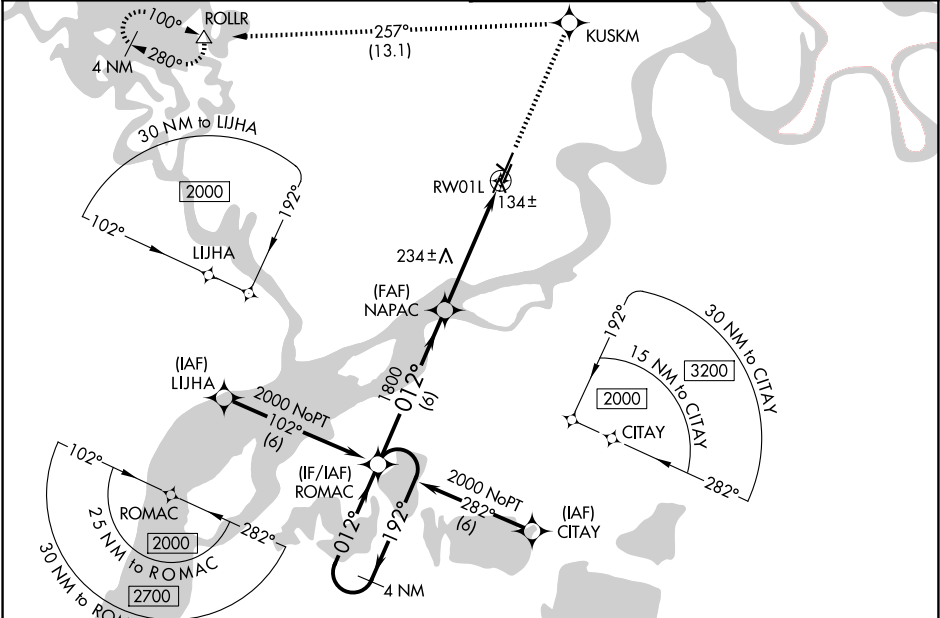 100°
ROLLR
257°
(13.1)
KUSKM
280°
4 NM
30 NM to LIJHA
2000
192°
102°
LIJHA
RW01L
134±
234±
(FAF)
NAPAC
(IAF)
LIJHA
2000 NoPT
102°
(6)
1800
012°
(6)
192°
30 NM to CITAY
15 NM to CITAY
3200
2000
CITAY
282°
(IF/IAF)
ROMAC
2000 NoPT
282°
(6)
(IAF)
CITAY
012°
192°
4 NM
102°
ROMAC
282°
2000
25 NM to ROMAC
2700
30 NM to